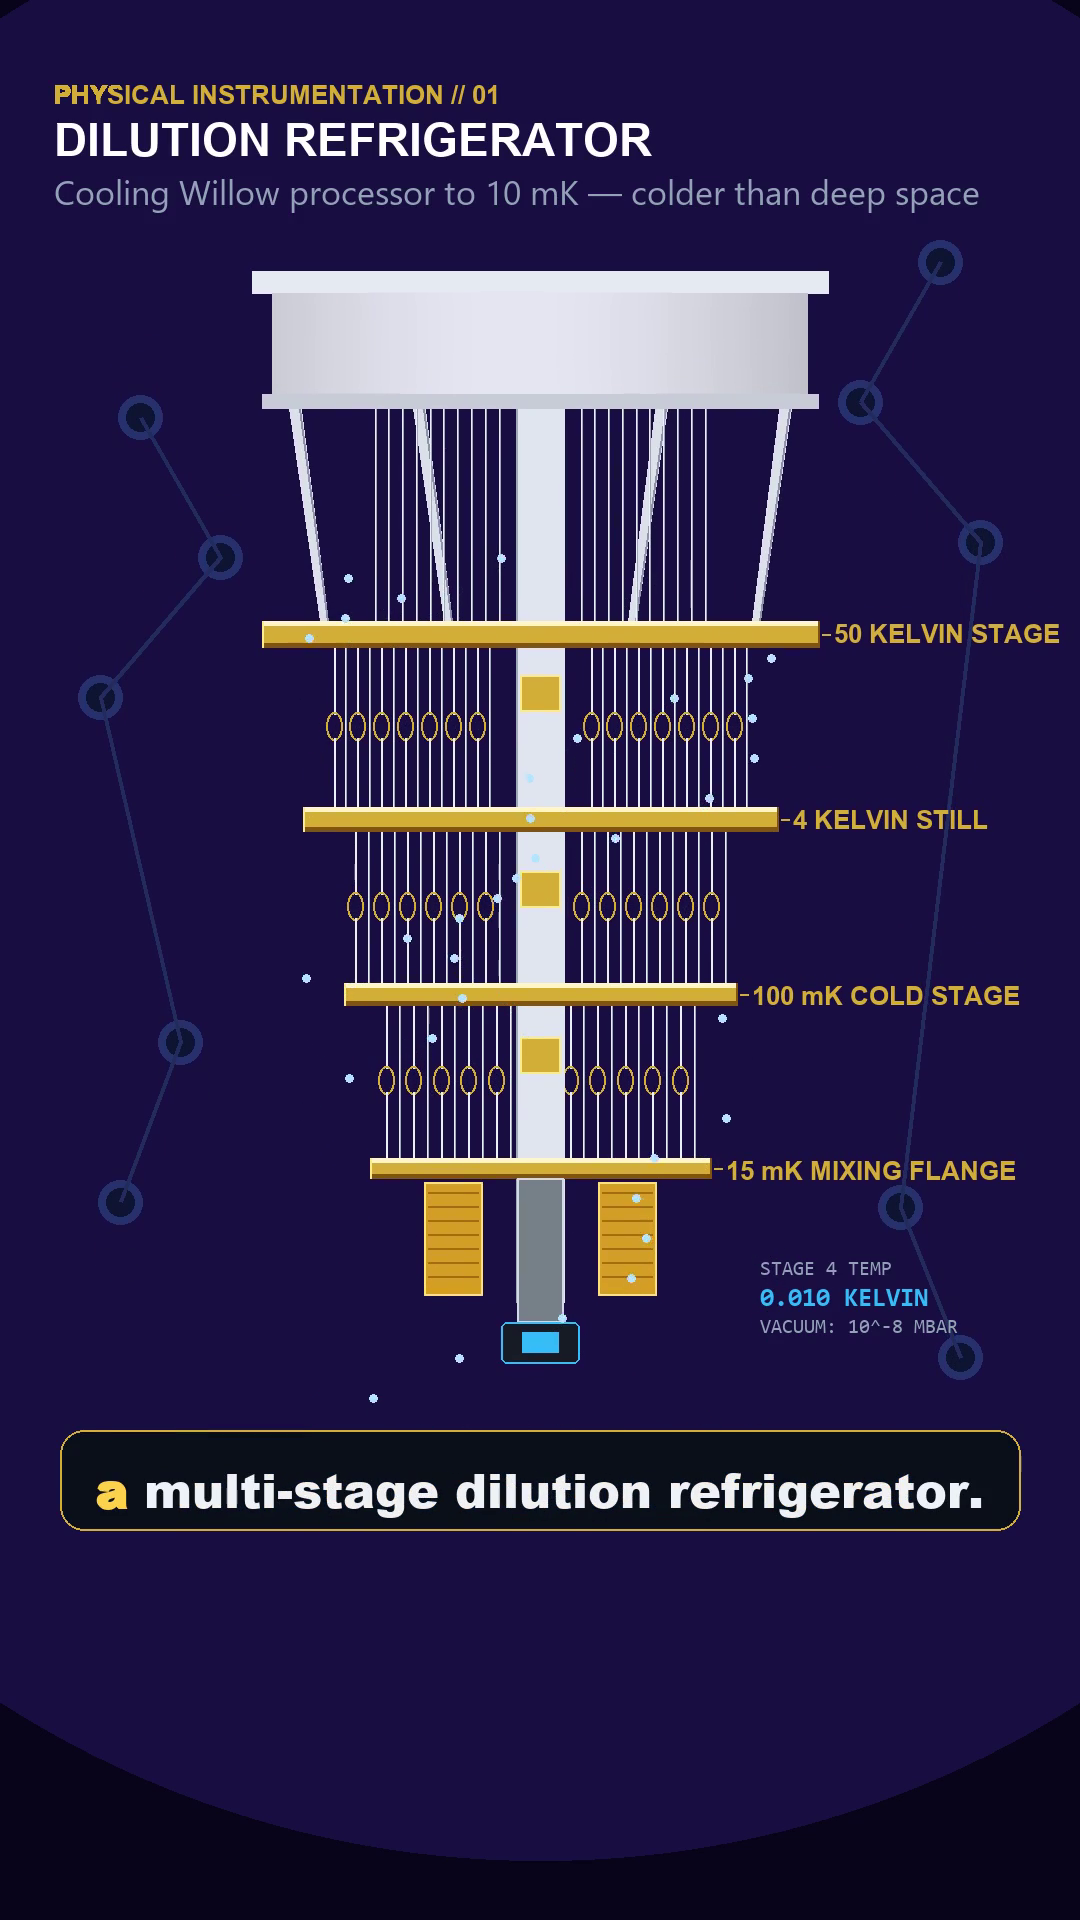 PHYSICAL INSTRUMENTATION // 01
DILUTION REFRIGERATOR
Cooling Willow processor to 10 mK — colder than deep space
50 KELVIN STAGE
4 KELVIN STILL
100 mK COLD STAGE
15 mK MIXING FLANGE
STAGE 4 TEMP
0.010 KELVIN
VACUUM: 10^-8 MBAR
a multi-stage dilution refrigerator.